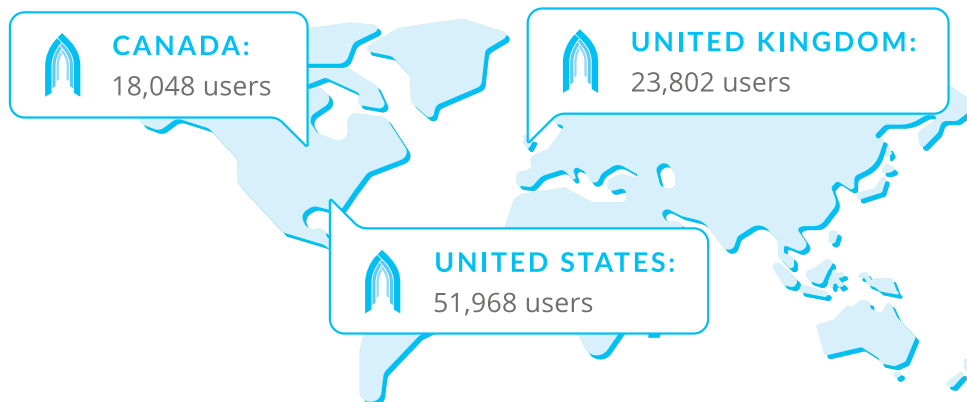 CANADA:
18,048 users
UNITED KINGDOM:
23,802 users
UNITED STATES:
51,968 users